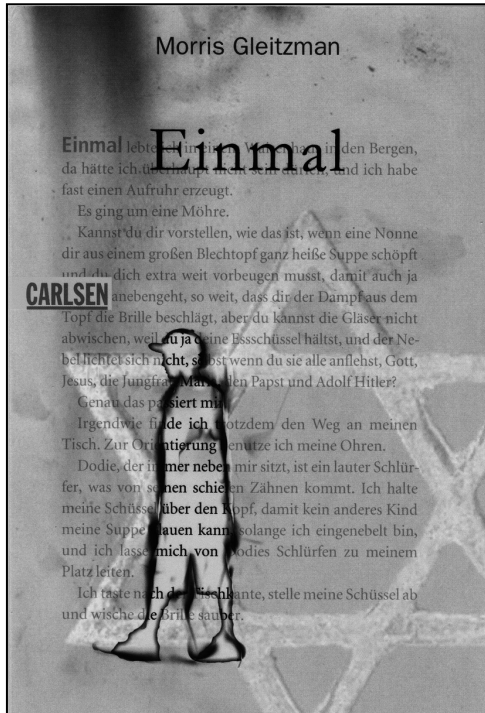 Morris Gleitzman
Einmal
Einmal lebte ich in einem Waisenhaus in den Bergen,
da hätte ich überhaupt nicht sein dürfen, und ich habe
fast einen Aufruhr erzeugt.
Es ging um eine Möhre.
Kannst du dir vorstellen, wie das ist, wenn eine Nonne
dir aus einem großen Blechtopf ganz heiße Suppe schöpft
und du dich extra weit vorbeugen musst, damit auch ja
CARLSEN
anebengeht, so weit, dass dir der Dampf aus dem
Topf die Brille beschlägt, aber du kannst die Gläser nicht
abwischen, weil du ja deine Essschüssel hältst, und der Ne-
bel lichtet sich nicht, selbst wenn du sie alle anflehst, Gott,
Jesus, die Jungfrau Maria, den Papst und Adolf Hitler?
Genau das passiert mir.
Irgendwie finde ich trotzdem den Weg an meinen
Tisch. Zur Orientierung benutze ich meine Ohren.
Dodie, der immer neben mir sitzt, ist ein lauter Schlür-
fer, was von seinen schiefen Zähnen kommt. Ich halte
meine Schüssel über den Kopf, damit kein anderes Kind
meine Suppe klauen kann, solange ich eingenebelt bin,
und ich lasse mich von Dodies Schlürfen zu meinem
Platz leiten.
Ich taste nach der Tischkante, stelle meine Schüssel ab
und wische die Brille sauber.